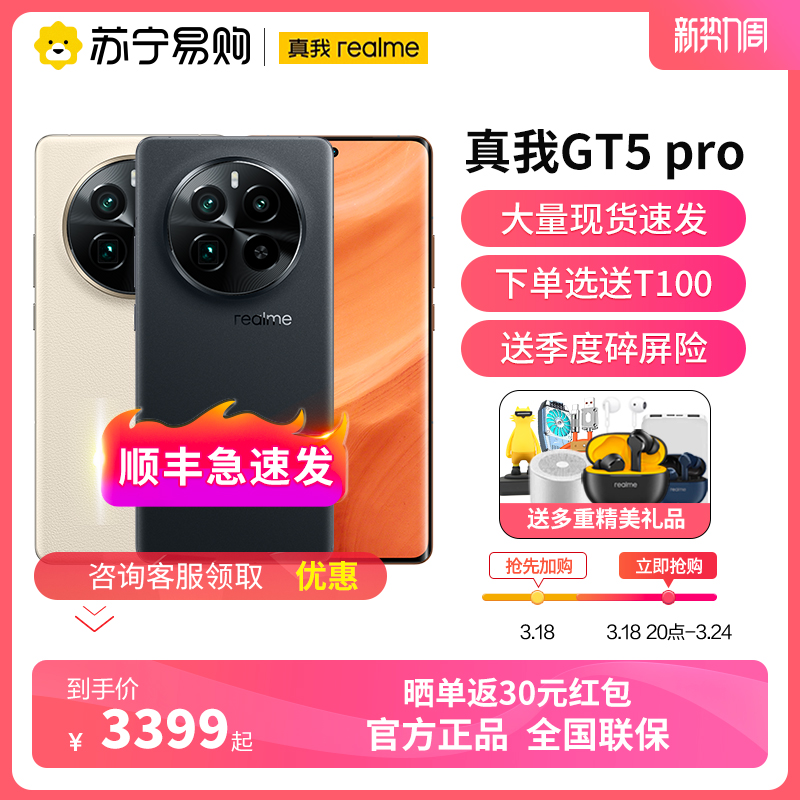 苏宁易购
真我 realme
新势力周
真我GT5 pro
大量现货速发
下单选送T100
送季度碎屏险
realme
顺丰急速发
realme
realme
送多重精美礼品
咨询客服领取 优惠
抢先加购
立即抢购
3.18
3.18 20点-3.24
到手价
¥ 3399起
晒单返30元红包
官方正品 全国联保